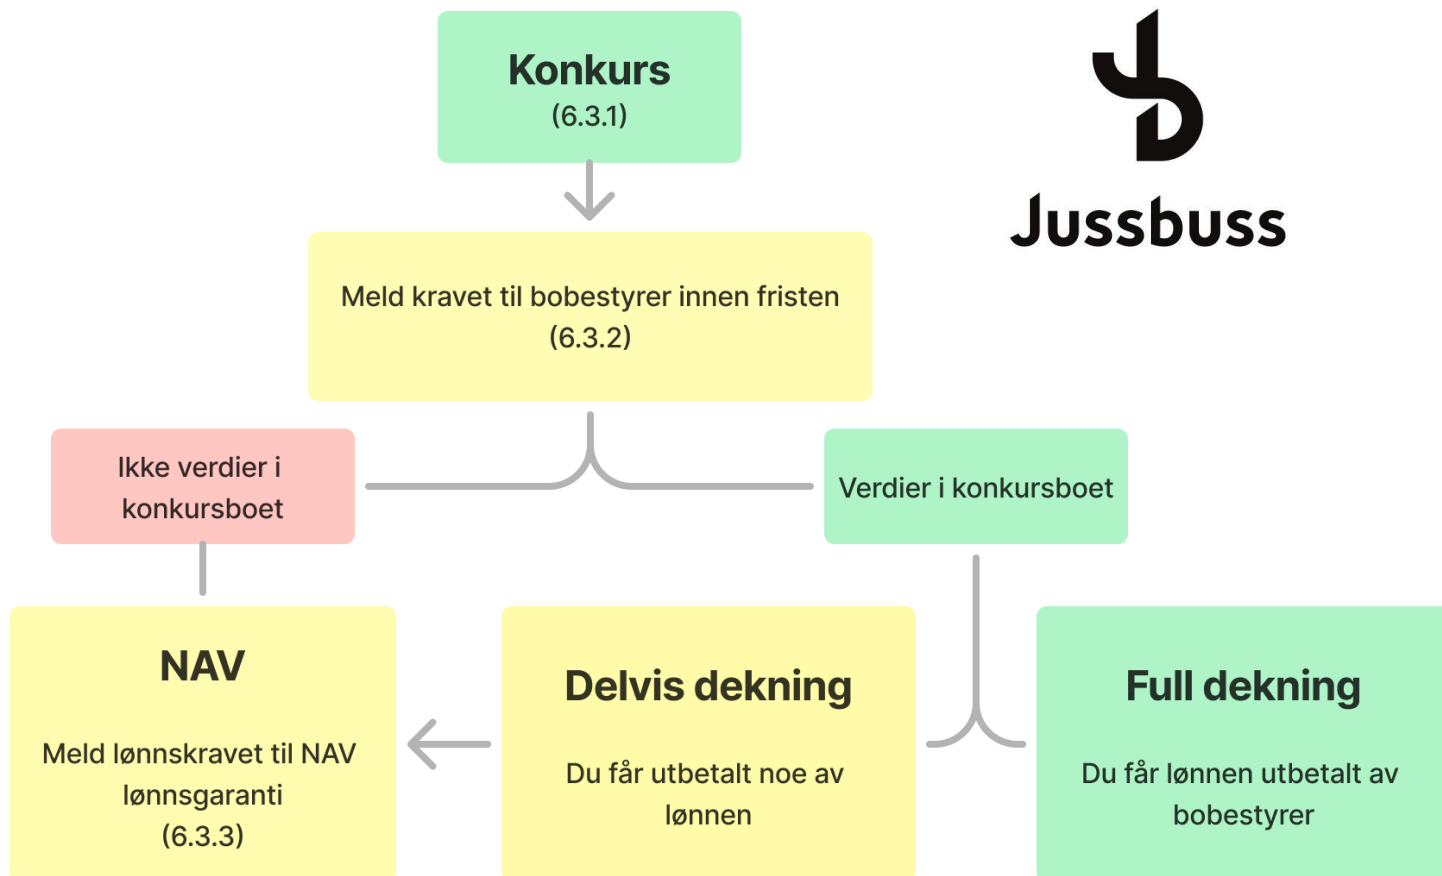 Konkurs
(6.3.1)
Jussbuss
Meld kravet til bobestyrer innen fristen
(6.3.2)
Ikke verdier i
konkursboet
Verdier i konkursboet
NAV
Meld lønnskravet til NAV
lønnsgaranti
(6.3.3)
Delvis dekning
Du får utbetalt noe av
lønnen
Full dekning
Du får lønnen utbetalt av
bobestyrer